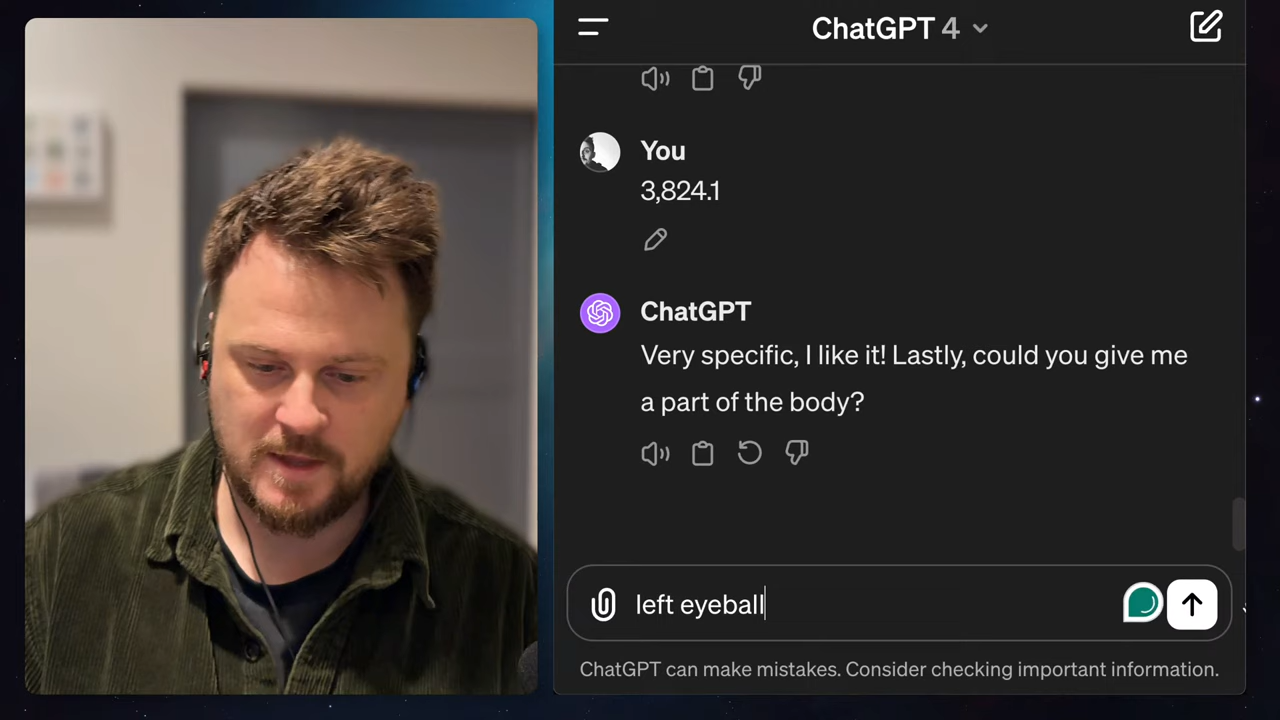 ChatGPT 4
You
3,824.1
ChatGPT
Very specific, I like it! Lastly, could you give me
a part of the body?
left eyeball
ChatGPT can make mistakes. Consider checking important information.